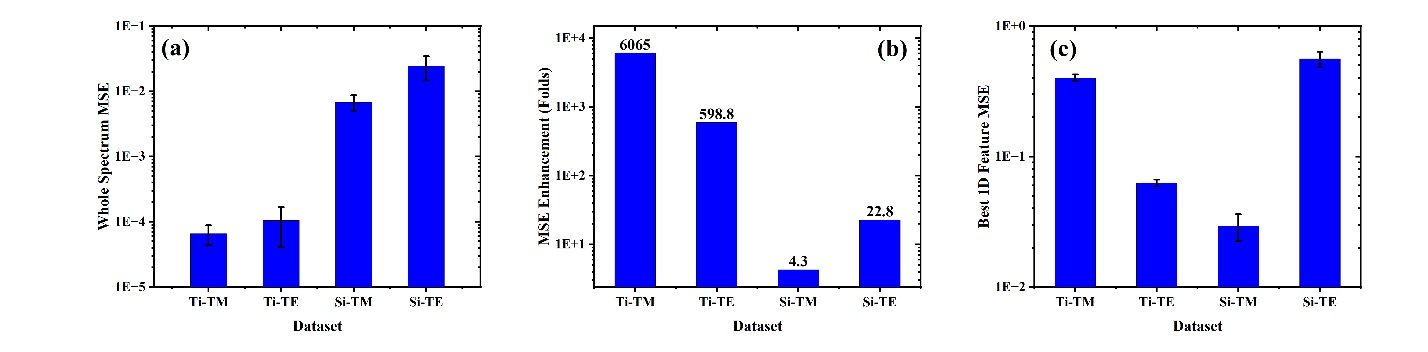 (a)
Whole Spectrum MSE
1E-1
1E-2
1E-3
1E-4
1E-5
Ti-TM Ti-TE Si-TM Si-TE
Dataset
(b)
MSE Enhancement (Folds)
1E+4
1E+3
1E+2
1E+1
6065
598.8
4.3
22.8
Ti-TM Ti-TE Si-TM Si-TE
Dataset
(c)
Best 1D Feature MSE
1E+0
1E-1
1E-2
Ti-TM Ti-TE Si-TM Si-TE
Dataset